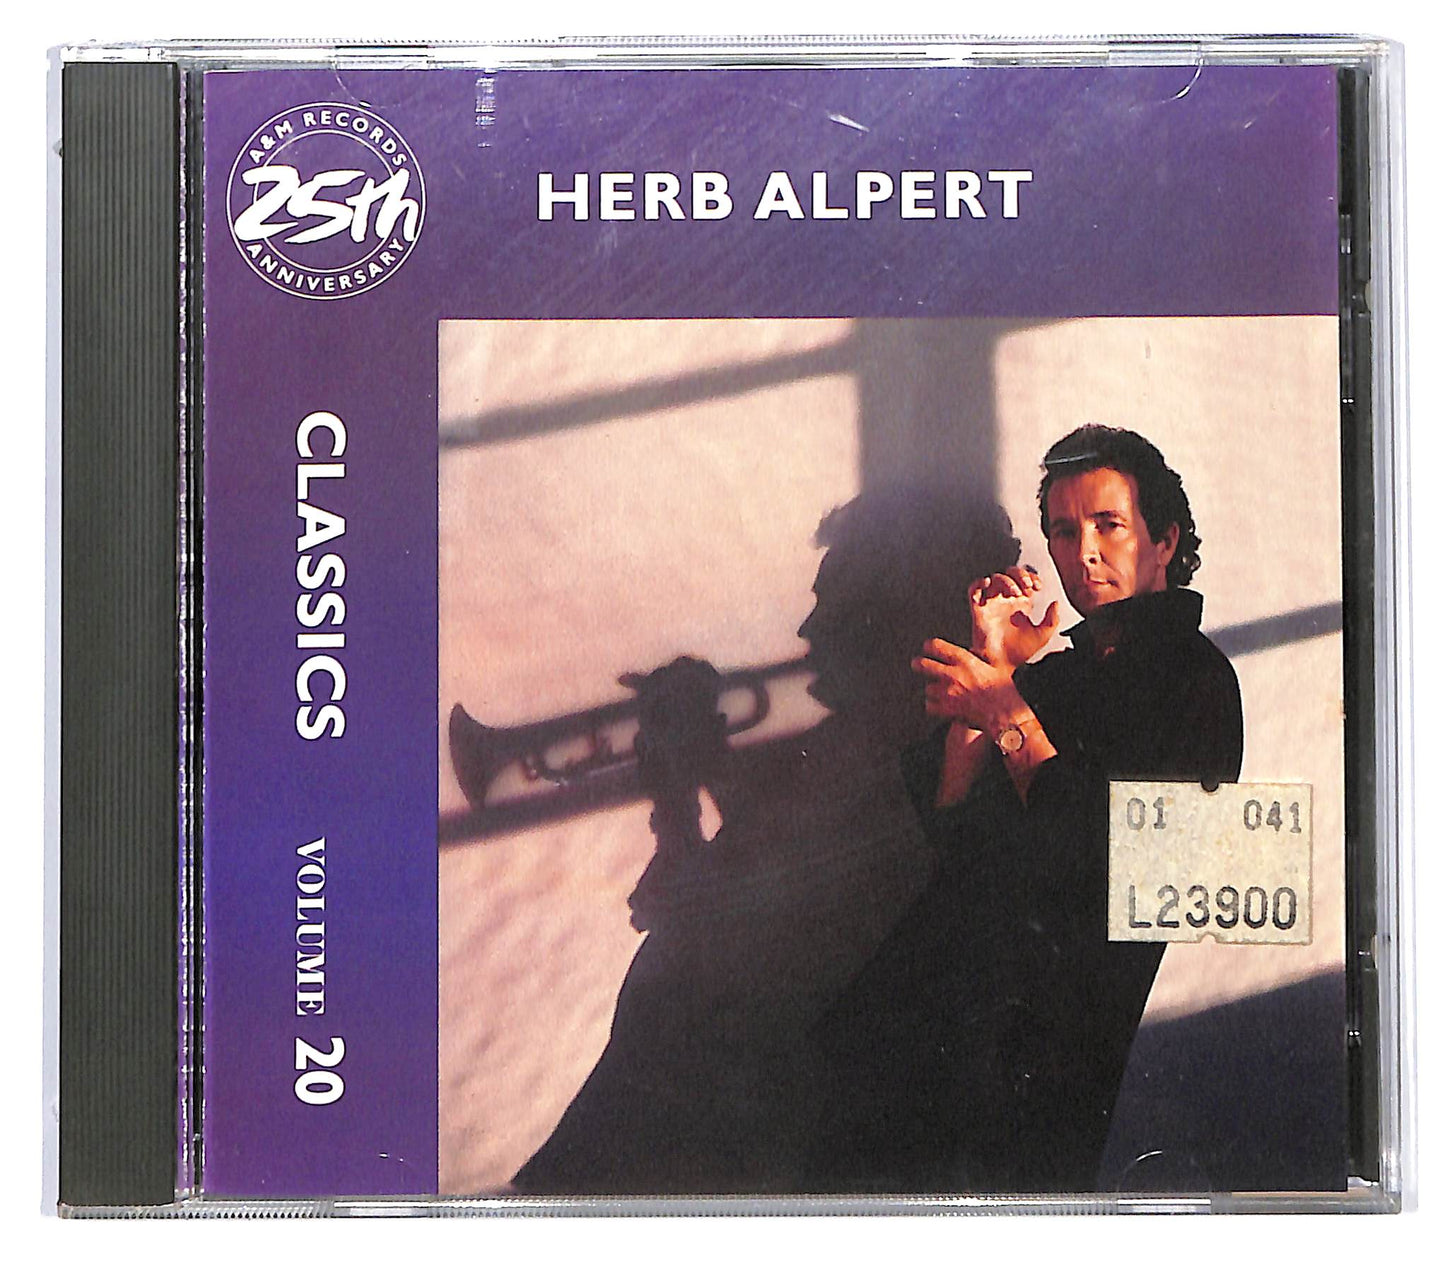 A&M RECORDS
25th
ANNIVERSARY
HERB ALPERT
CLASSICS VOLUME 20
01 041
L23900